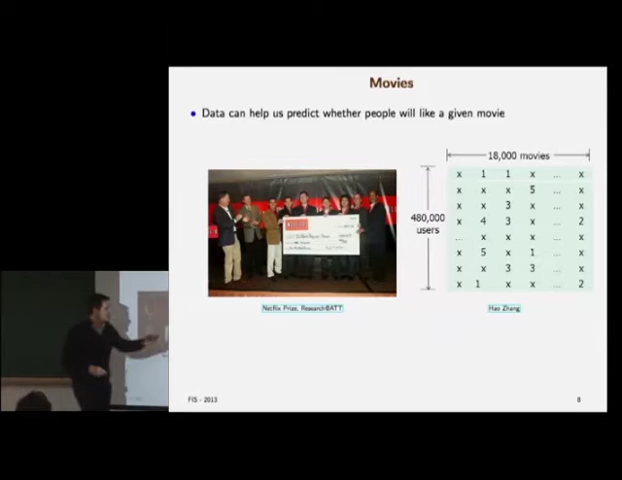 Movies
• Data can help us predict whether people will like a given movie
18,000 movies
480,000
users
x 1 1 x ... x
x x x 5 ... x
x x 3 x ... x
x 4 3 x ... 2
... x x x ... x
x 5 x 1 ... x
x x 3 3 ... x
x 1 x x ... 2
Netflix Prize, Research@ATT
Hao Zhang
FIS - 2013
6